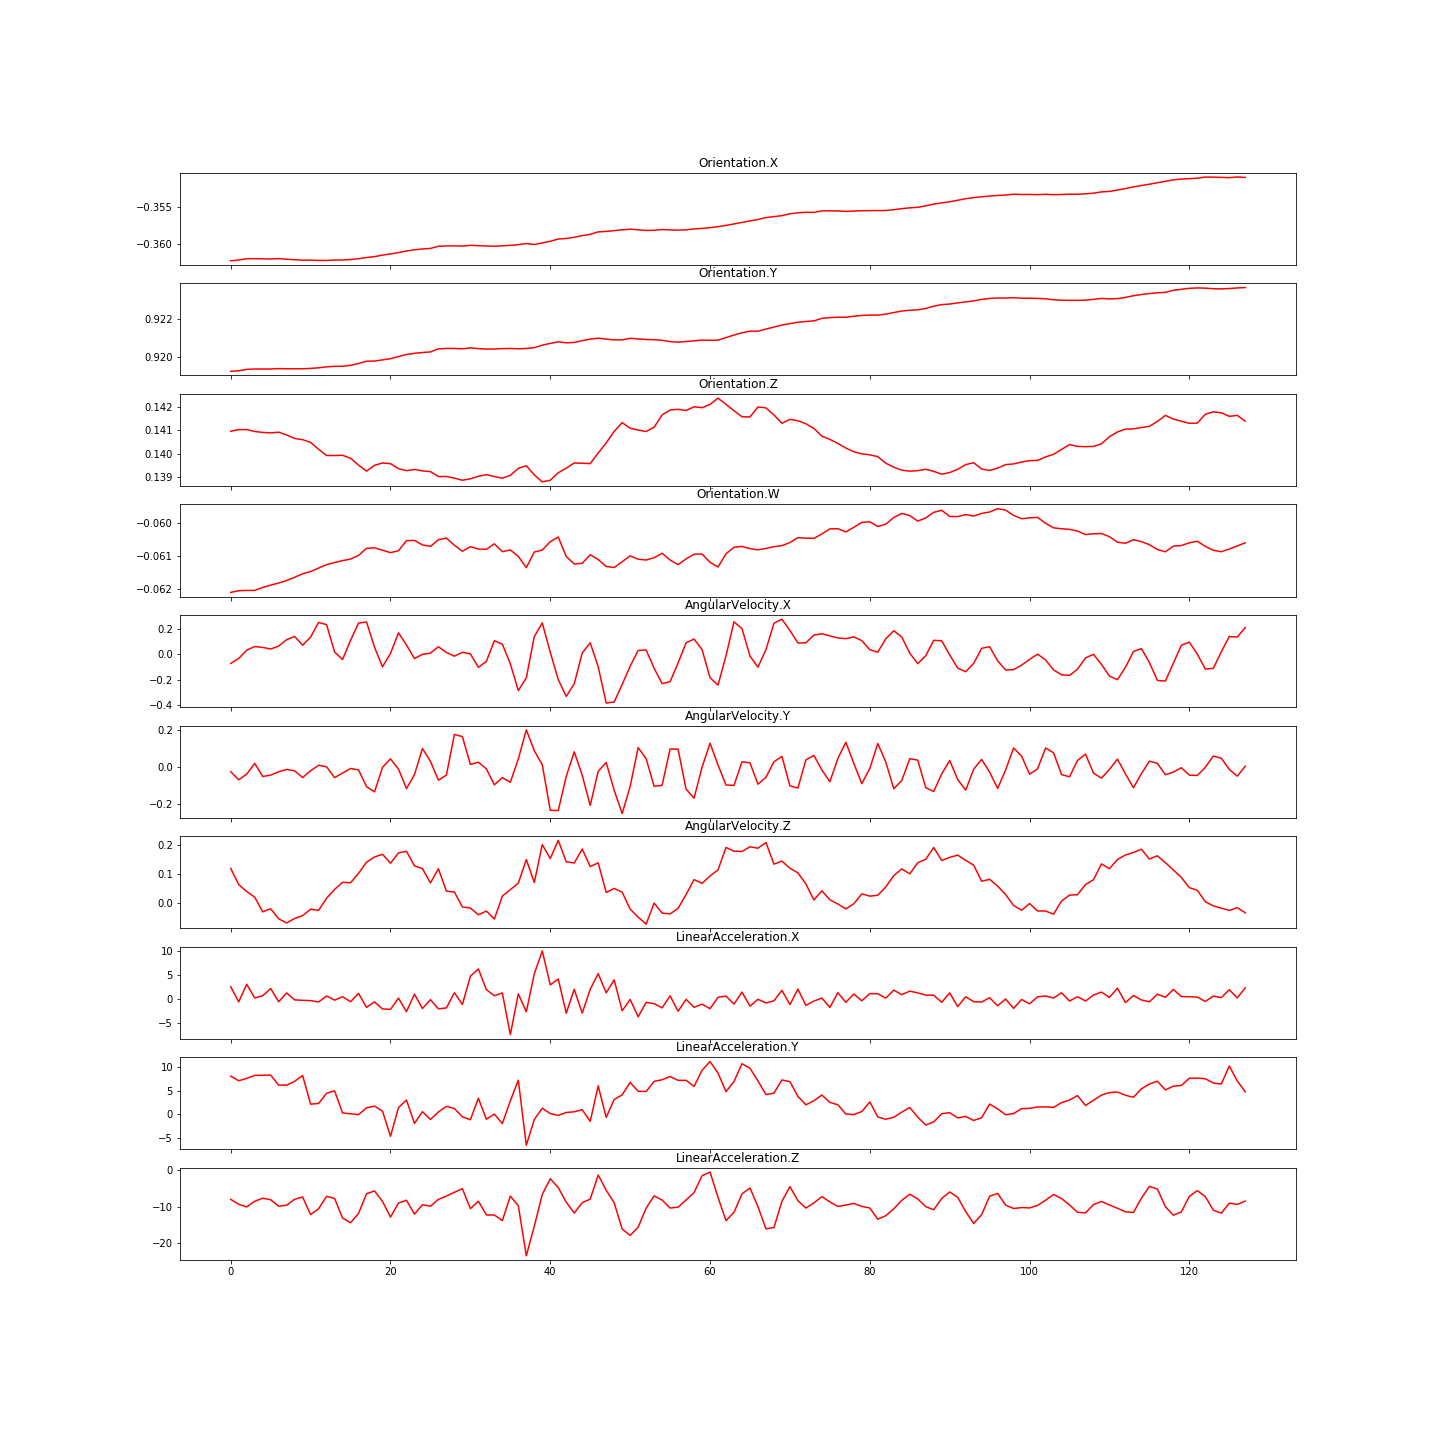 Orientation.X
−0.355
−0.360
Orientation.Y
0.922
0.920
Orientation.Z
0.142
0.141
0.140
0.139
Orientation.W
−0.060
−0.061
−0.062
AngularVelocity.X
0.2
0.0
−0.2
−0.4
AngularVelocity.Y
0.2
0.0
−0.2
AngularVelocity.Z
0.2
0.1
0.0
LinearAcceleration.X
10
5
0
−5
LinearAcceleration.Y
10
5
0
−5
LinearAcceleration.Z
0
−10
−20
0 20 40 60 80 100 120